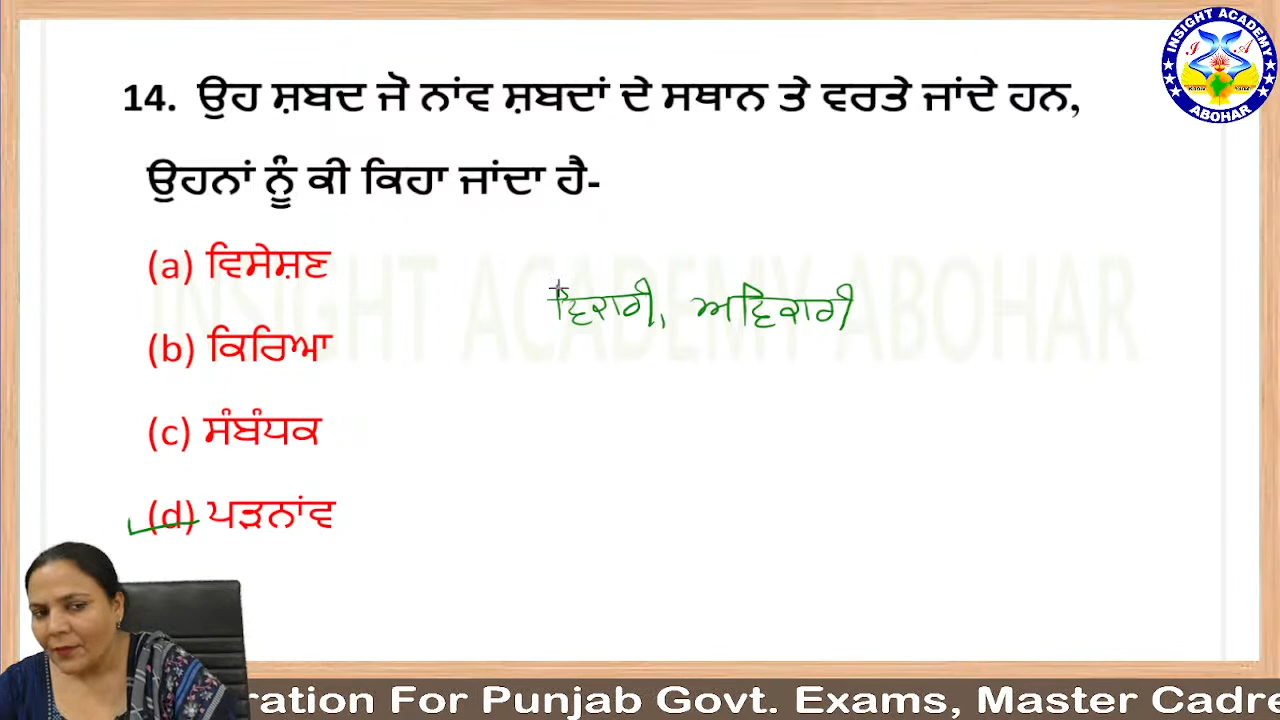 14. ਉਹ ਸ਼ਬਦ ਜੋ ਨਾਂਵ ਸ਼ਬਦਾਂ ਦੇ ਸਥਾਨ ਤੇ ਵਰਤੇ ਜਾਂਦੇ ਹਨ,
ਉਹਨਾਂ ਨੂੰ ਕੀ ਕਿਹਾ ਜਾਂਦਾ ਹੈ-
(a) ਵਿਸੇਸ਼ਣ
(b) ਕਿਰਿਆ
(c) ਸੰਬੰਧਕ
(d) ਪੜਨਾਂਵ
ਵਿਕਾਰੀ, ਅਵਿਕਾਰੀ
INSIGHT ACADEMY ABOHAR
INSIGHT ACADEMY
I A
ABOHAR
ration For Punjab Govt. Exams, Master Cadre